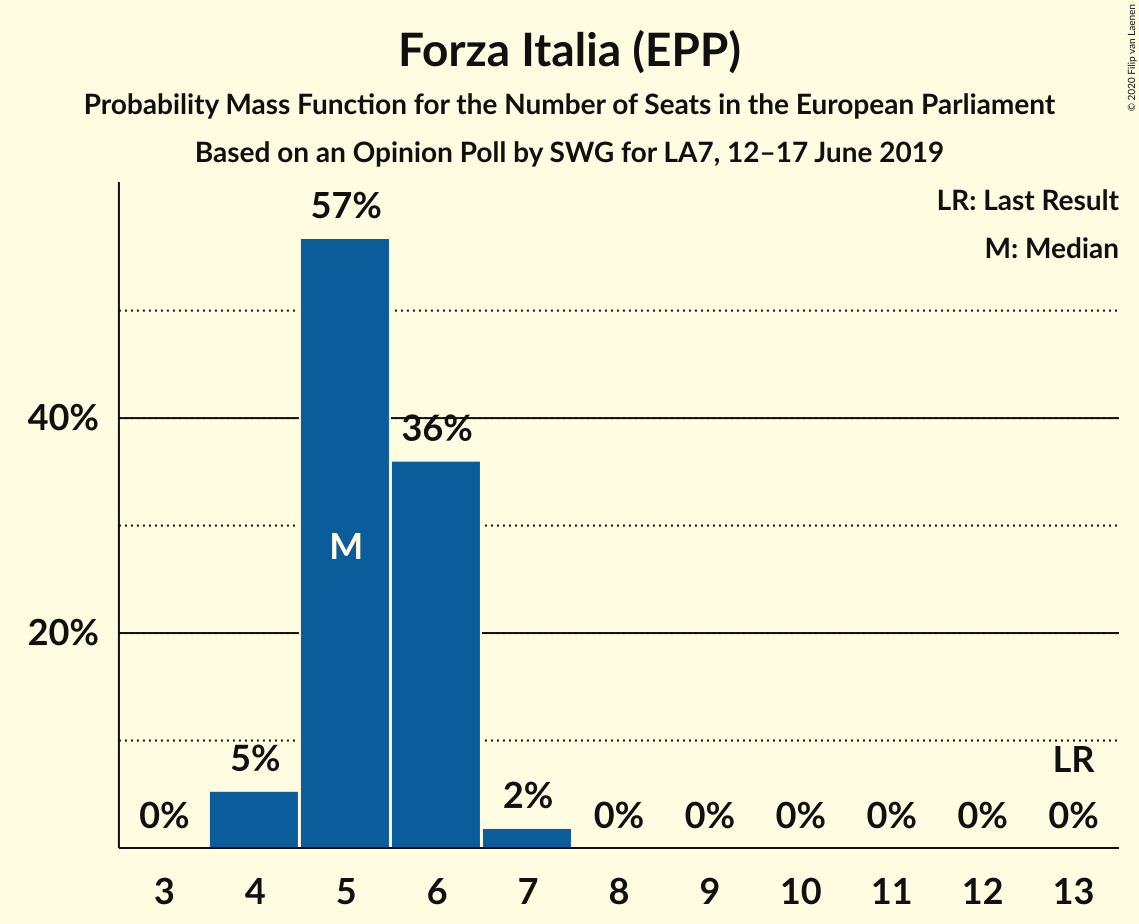 Forza Italia (EPP)
Probability Mass Function for the Number of Seats in the European Parliament
Based on an Opinion Poll by SWG for LA7, 12–17 June 2019
© 2020 Filip van Laenen
LR: Last Result
M: Median
57%
40%
36%
M
20%
5%
LR
2%
0%
0% 0% 0% 0% 0% 0%
3 4 5 6 7 8 9 10 11 12 13